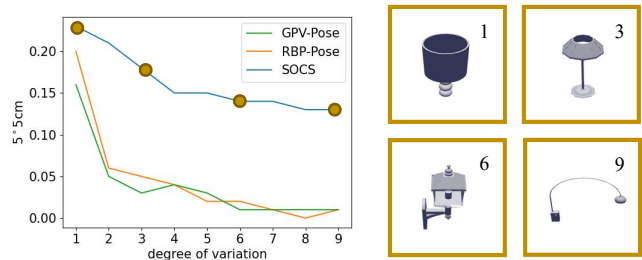 GPV-Pose
RBP-Pose
SOCS
0.20
0.15
0.10
0.05
0.00
5°5cm
1 2 3 4 5 6 7 8 9
degree of variation
1
3
6
9